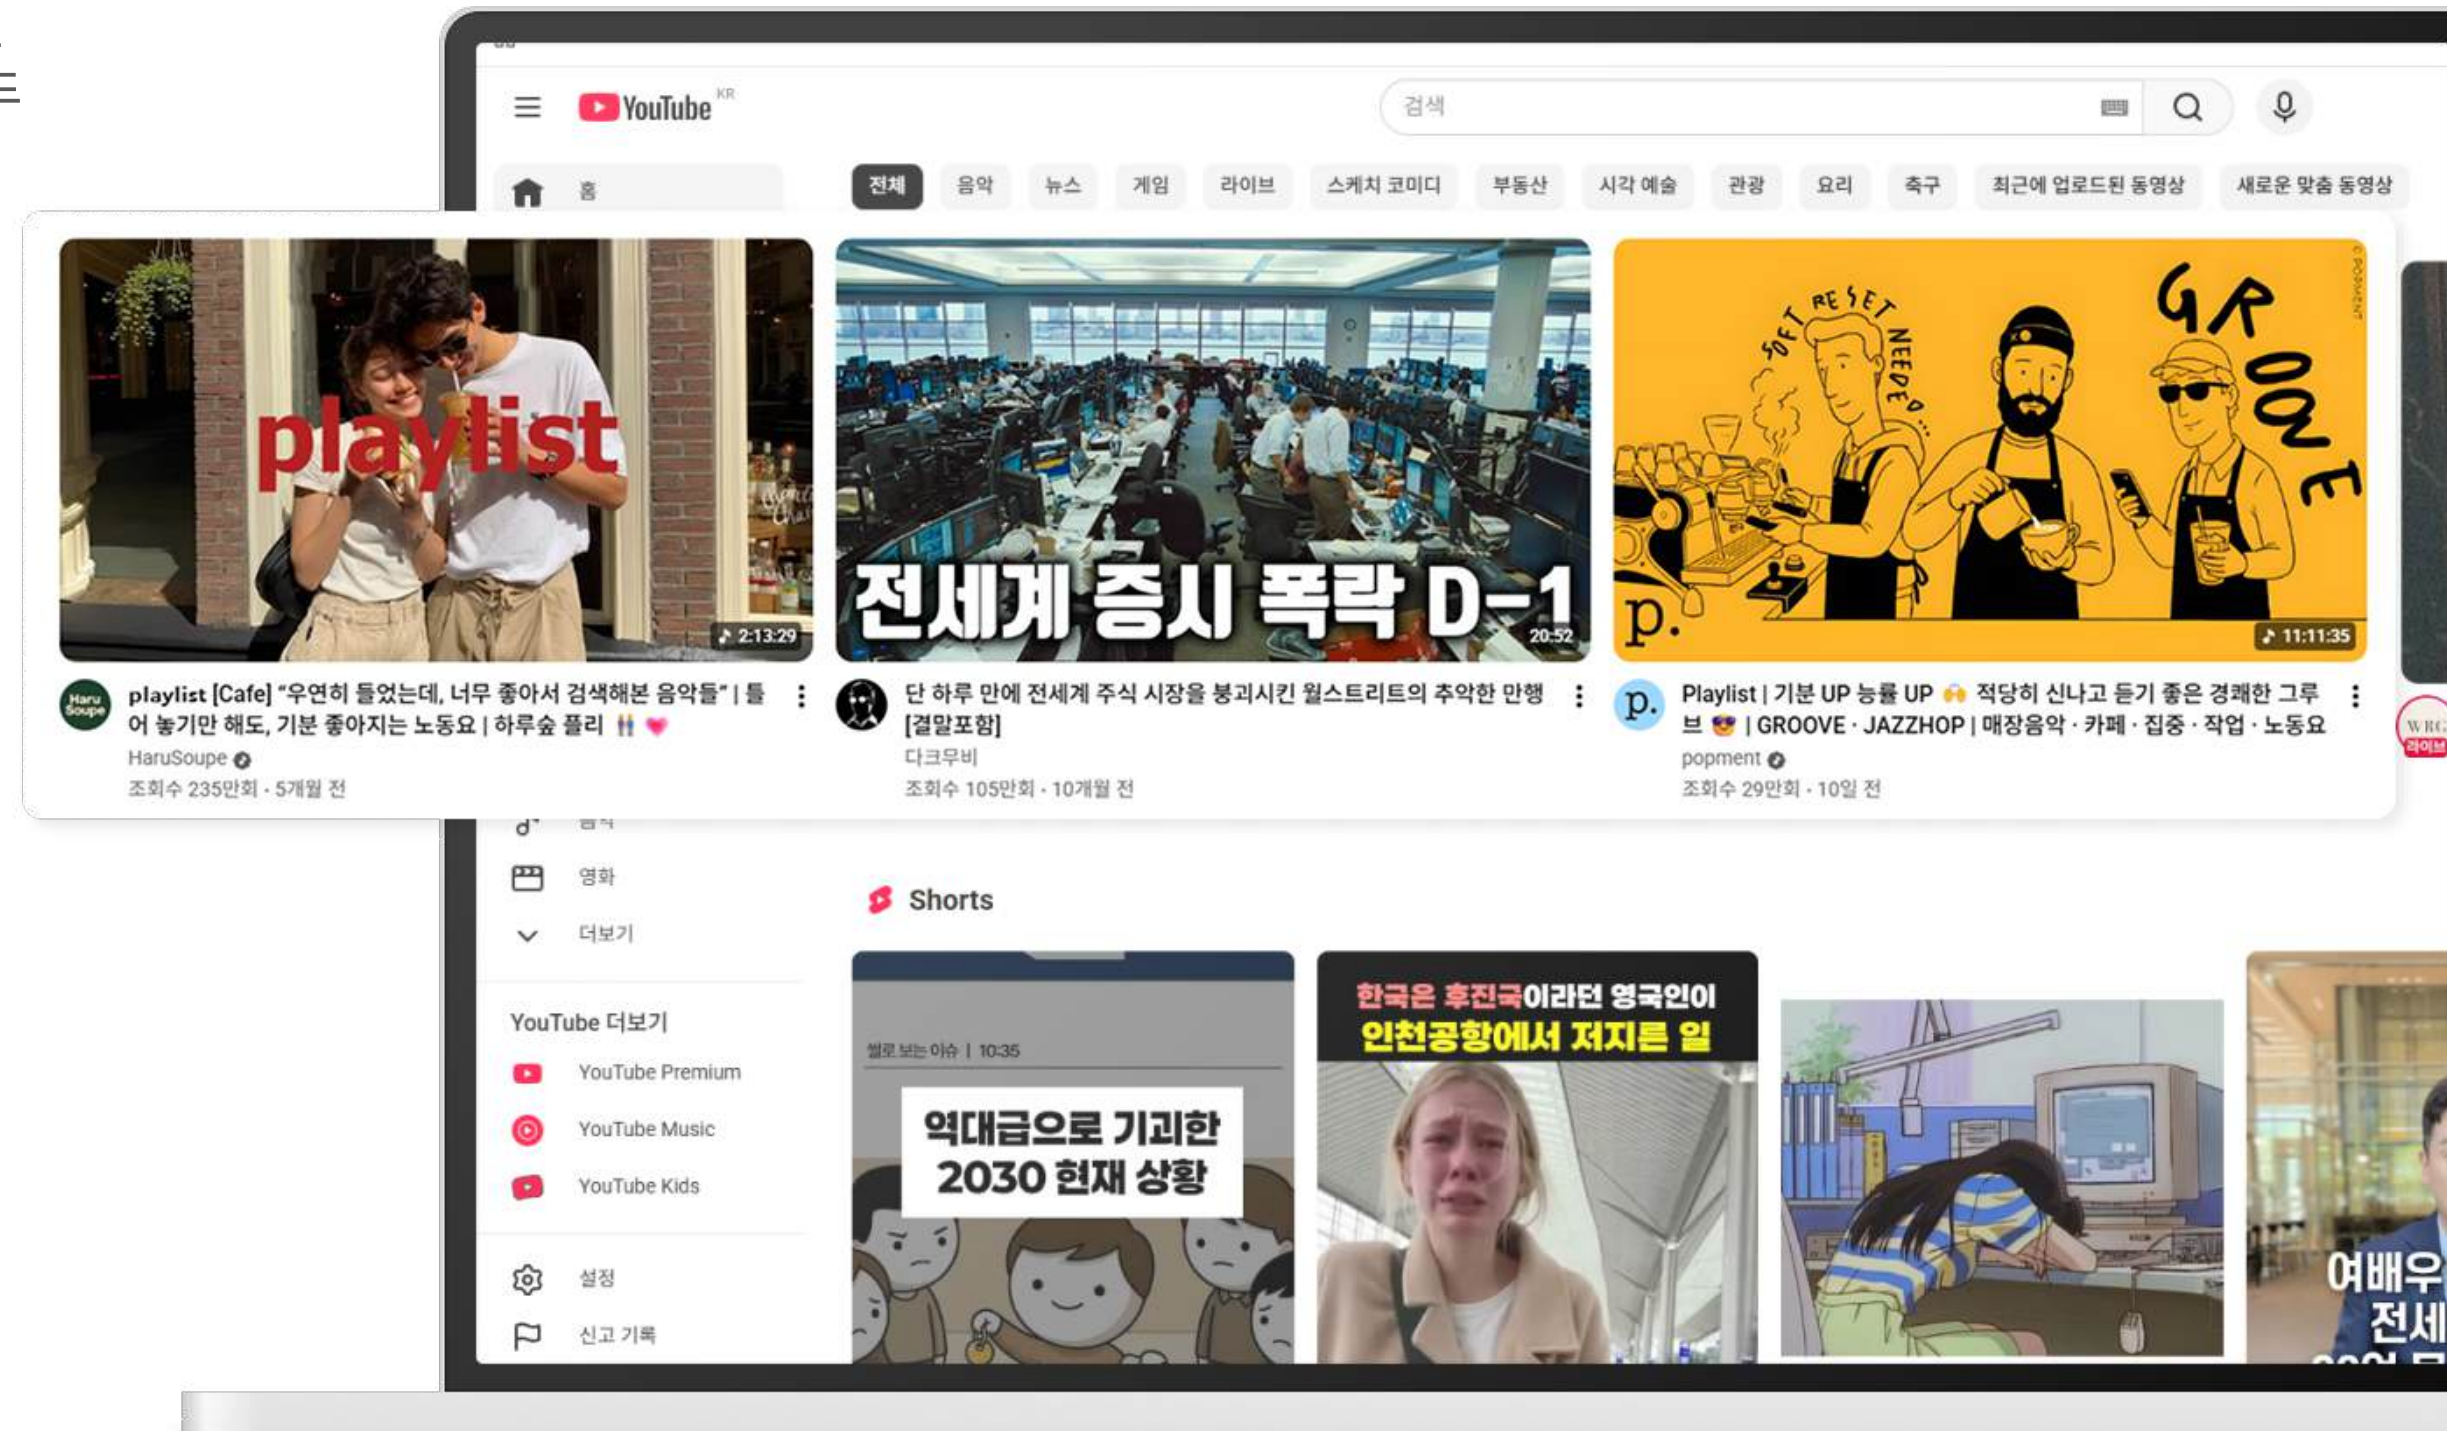 YouTube KR
검색
홈
전체 음악 뉴스 게임 라이브 스케치 코미디 부동산 시각 예술 관광 요리 축구 최근에 업로드된 동영상 새로운 맞춤 동영상
playlist
2:13:29
전세계 증시 폭락 D-1
20:52
© POPMENT
SOFT RESET NEEDED...
GROOVE
p.
11:11:35
Haru
Soupe
playlist [Cafe] “우연히 들었는데, 너무 좋아서 검색해본 음악들” | 틀
어 놓기만 해도, 기분 좋아지는 노동요 | 하루숲 플리 👫 💗
HaruSoupe
조회수 235만회 • 5개월 전
단 하루 만에 전세계 주식 시장을 붕괴시킨 월스트리트의 추악한 만행
[결말포함]
다크무비
조회수 105만회 • 10개월 전
p.
Playlist | 기분 UP 능률 UP 🙌 적당히 신나고 듣기 좋은 경쾌한 그루
브 😎 | GROOVE · JAZZHOP | 매장음악 · 카페 · 집중 · 작업 · 노동요
popment
조회수 29만회 • 10일 전
WRG
라이브
영화
더보기
YouTube 더보기
YouTube Premium
YouTube Music
YouTube Kids
설정
신고 기록
Shorts
썰로 보는 이슈 | 10:35
역대급으로 기괴한
2030 현재 상황
한국은 후진국이라던 영국인이
인천공항에서 저지른 일
여배우
전세